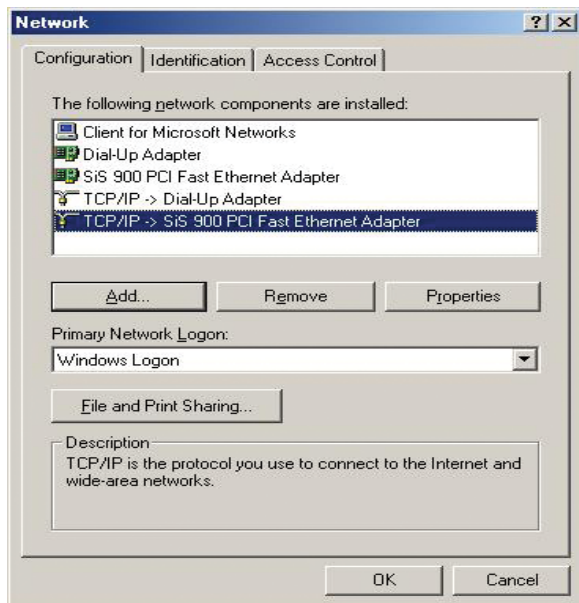 Network
Configuration Identification Access Control
The following network components are installed:
Client for Microsoft Networks
Dial-Up Adapter
SiS 900 PCI Fast Ethernet Adapter
TCP/IP -> Dial-Up Adapter
TCP/IP -> SiS 900 PCI Fast Ethernet Adapter
Add... Remove Properties
Primary Network Logon:
Windows Logon
File and Print Sharing...
Description
TCP/IP is the protocol you use to connect to the Internet and
wide-area networks.
OK Cancel